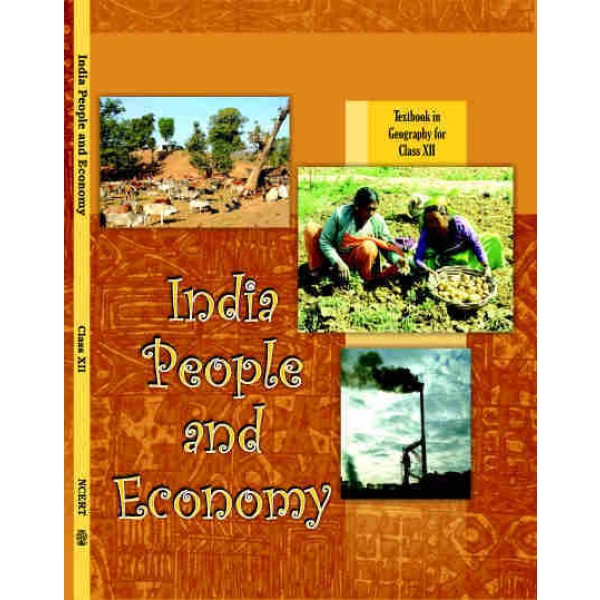 India People and Economy
Class XII
NCERT
Textbook in
Geography for
Class XII
India
People
and
Economy